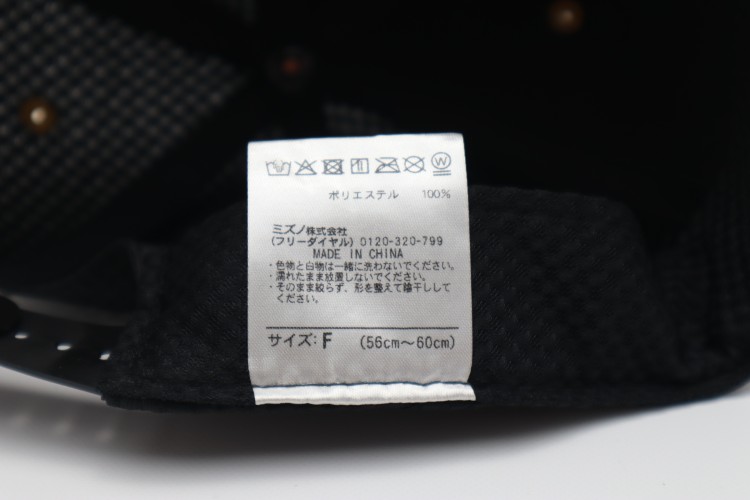 ポリエステル 100%
ミズノ株式会社
(フリーダイヤル) 0120-320-799
MADE IN CHINA
・色物と白物は一緒に洗わないでください。
・濡れたまま放置しないでください。
・そのまま絞らず、形を整えて陰干しして
ください。
サイズ: F (56cm〜60cm)